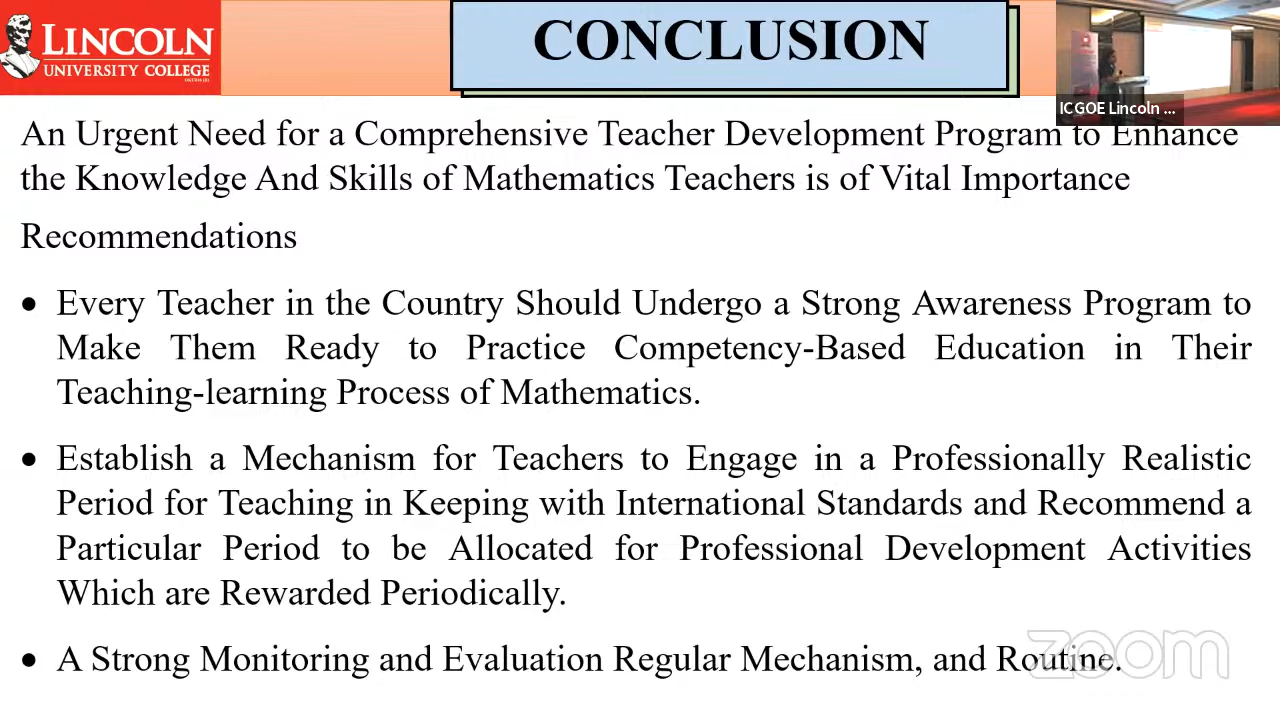 LINCOLN
UNIVERSITY COLLEGE
CONCLUSION
ICGOE Lincoln ...
An Urgent Need for a Comprehensive Teacher Development Program to Enhance
the Knowledge And Skills of Mathematics Teachers is of Vital Importance
Recommendations
• Every Teacher in the Country Should Undergo a Strong Awareness Program to
Make Them Ready to Practice Competency-Based Education in Their
Teaching-learning Process of Mathematics.
• Establish a Mechanism for Teachers to Engage in a Professionally Realistic
Period for Teaching in Keeping with International Standards and Recommend a
Particular Period to be Allocated for Professional Development Activities
Which are Rewarded Periodically.
• A Strong Monitoring and Evaluation Regular Mechanism, and Routine.
zoom